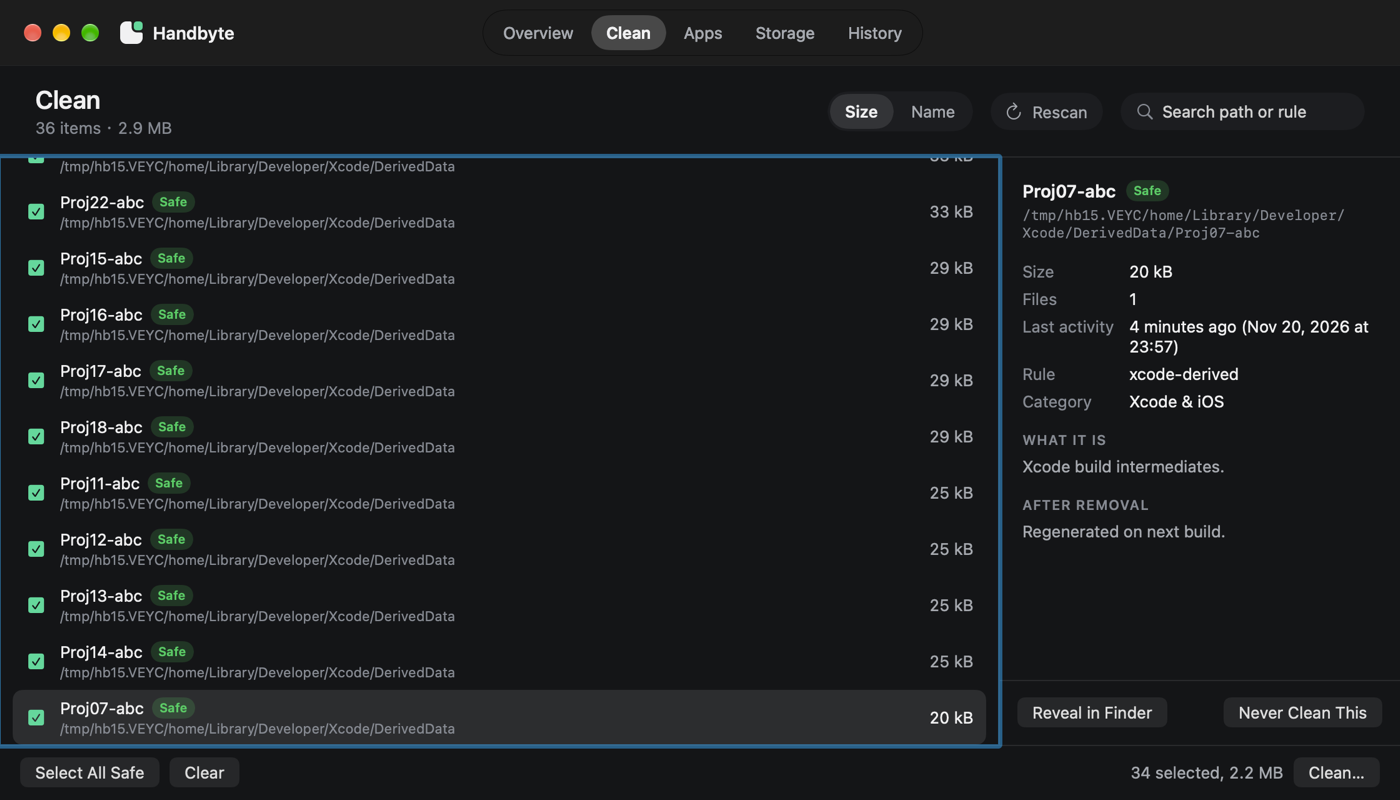 Handbyte
Overview
Clean
Apps
Storage
History
Clean
36 items · 2.9 MB
Size
Name
Rescan
Search path or rule
33 kB
/tmp/hb15.VEYC/home/Library/Developer/Xcode/DerivedData
Proj22-abc Safe
33 kB
/tmp/hb15.VEYC/home/Library/Developer/Xcode/DerivedData
Proj15-abc Safe
29 kB
/tmp/hb15.VEYC/home/Library/Developer/Xcode/DerivedData
Proj16-abc Safe
29 kB
/tmp/hb15.VEYC/home/Library/Developer/Xcode/DerivedData
Proj17-abc Safe
29 kB
/tmp/hb15.VEYC/home/Library/Developer/Xcode/DerivedData
Proj18-abc Safe
29 kB
/tmp/hb15.VEYC/home/Library/Developer/Xcode/DerivedData
Proj11-abc Safe
25 kB
/tmp/hb15.VEYC/home/Library/Developer/Xcode/DerivedData
Proj12-abc Safe
25 kB
/tmp/hb15.VEYC/home/Library/Developer/Xcode/DerivedData
Proj13-abc Safe
25 kB
/tmp/hb15.VEYC/home/Library/Developer/Xcode/DerivedData
Proj14-abc Safe
25 kB
/tmp/hb15.VEYC/home/Library/Developer/Xcode/DerivedData
Proj07-abc Safe
20 kB
/tmp/hb15.VEYC/home/Library/Developer/Xcode/DerivedData
Proj07-abc Safe
/tmp/hb15.VEYC/home/Library/Developer/
Xcode/DerivedData/Proj07-abc
Size 20 kB
Files 1
Last activity 4 minutes ago (Nov 20, 2026 at
23:57)
Rule xcode-derived
Category Xcode & iOS
WHAT IT IS
Xcode build intermediates.
AFTER REMOVAL
Regenerated on next build.
Reveal in Finder
Never Clean This
Select All Safe
Clear
34 selected, 2.2 MB
Clean...